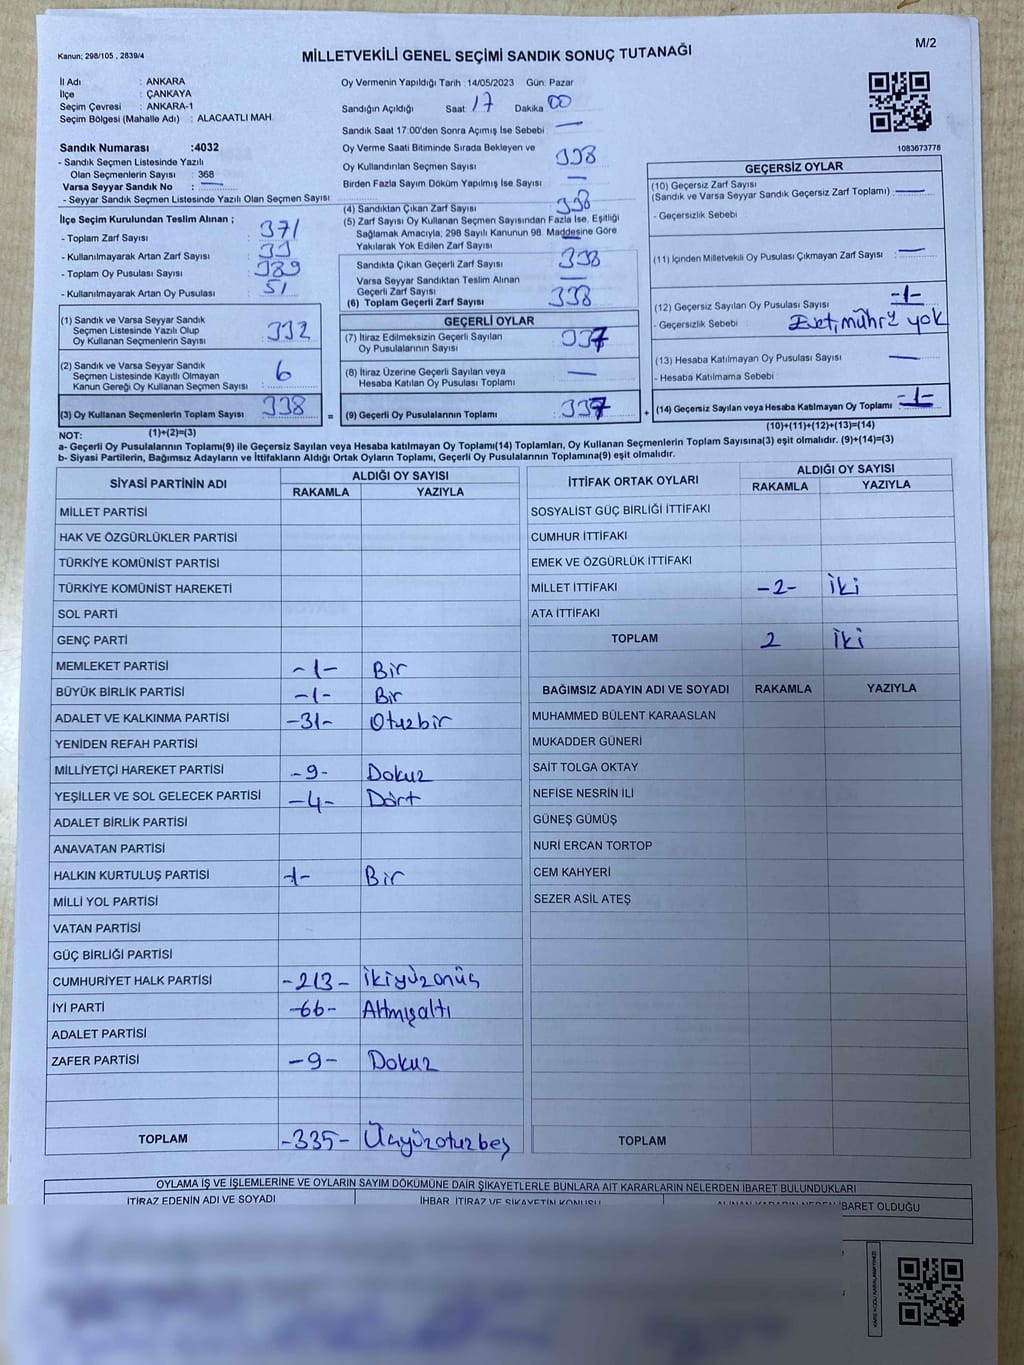 Kanun: 298/105 , 2839/4
MİLLETVEKİLİ GENEL SEÇİMİ SANDIK SONUÇ TUTANAĞI
M/2
İl Adı : ANKARA
İlçe : ÇANKAYA
Seçim Çevresi : ANKARA-1
Seçim Bölgesi (Mahalle Adı) : ALACAATLI MAH.
Sandık Numarası :4032
- Sandık Seçmen Listesinde Yazılı
Olan Seçmenlerin Sayısı : 368
Varsa Seyyar Sandık No : —
- Seyyar Sandık Seçmen Listesinde Yazılı Olan Seçmen Sayısı
İlçe Seçim Kurulundan Teslim Alınan ;
- Toplam Zarf Sayısı : 371
- Kullanılmayarak Artan Zarf Sayısı : 33
- Toplam Oy Pusulası Sayısı : 389
- Kullanılmayarak Artan Oy Pusulası : 51
(1) Sandık ve Varsa Seyyar Sandık
Seçmen Listesinde Yazılı Olup
Oy Kullanan Seçmenlerin Sayısı : 332
(2) Sandık ve Varsa Seyyar Sandık
Seçmen Listesinde Kayıtlı Olmayan
Kanun Gereği Oy Kullanan Seçmen Sayısı : 6
(3) Oy Kullanan Seçmenlerin Toplam Sayısı 338
(1)+(2)=(3)
Oy Vermenin Yapıldığı Tarih :14/05/2023 Gün: Pazar
Sandığın Açıldığı Saat: 17 Dakika 00
Sandık Saat 17:00'den Sonra Açımış İse Sebebi : —
Oy Verme Saati Bitiminde Sırada Bekleyen ve
Oy Kullandırılan Seçmen Sayısı : 338
Birden Fazla Sayım Döküm Yapılmış İse Sayısı : —
(4) Sandıktan Çıkan Zarf Sayısı : 338
(5) Zarf Sayısı Oy Kullanan Seçmen Sayısından Fazla İse, Eşitliği
Sağlamak Amacıyla; 298 Sayılı Kanunun 98. Maddesine Göre
Yakılarak Yok Edilen Zarf Sayısı : —
Sandıkta Çıkan Geçerli Zarf Sayısı : 338
Varsa Seyyar Sandıktan Teslim Alınan
Geçerli Zarf Sayısı : —
(6) Toplam Geçerli Zarf Sayısı : 338
GEÇERLİ OYLAR
(7) İtiraz Edilmeksizin Geçerli Sayılan
Oy Pusulalarının Sayısı : 337
(8) İtiraz Üzerine Geçerli Sayılan veya
Hesaba Katılan Oy Pusulası Toplamı : —
= (9) Geçerli Oy Pusulalarının Toplamı : 337
1083673778
GEÇERSİZ OYLAR
(10) Geçersiz Zarf Sayısı
(Sandık ve Varsa Seyyar Sandık Geçersiz Zarf Toplamı) : —
- Geçersizlik Sebebi
(11) İçinden Milletvekili Oy Pusulası Çıkmayan Zarf Sayısı : —
(12) Geçersiz Sayılan Oy Pusulası Sayısı : -1-
- Geçersizlik Sebebi : Evet, mührü yok
(13) Hesaba Katılmayan Oy Pusulası Sayısı : —
- Hesaba Katılmama Sebebi
+ (14) Geçersiz Sayılan veya Hesaba Katılmayan Oy Toplamı : -1-
(10)+(11)+(12)+(13)=(14)
NOT:
a- Geçerli Oy Pusulalarının Toplamı(9) ile Geçersiz Sayılan veya Hesaba katılmayan Oy Toplamı(14) Toplamları, Oy Kullanan Seçmenlerin Toplam Sayısına(3) eşit olmalıdır. (9)+(14)=(3)
b- Siyasi Partilerin, Bağımsız Adayların ve İttifakların Aldığı Ortak Oyların Toplamı, Geçerli Oy Pusulalarının Toplamına(9) eşit olmalıdır.
SİYASİ PARTİNİN ADI ALDIĞI OY SAYISI
RAKAMLA YAZIYLA
MİLLET PARTİSİ
HAK VE ÖZGÜRLÜKLER PARTİSİ
TÜRKİYE KOMÜNİST PARTİSİ
TÜRKİYE KOMÜNİST HAREKETİ
SOL PARTİ
GENÇ PARTİ
MEMLEKET PARTİSİ -1- Bir
BÜYÜK BİRLİK PARTİSİ -1- Bir
ADALET VE KALKINMA PARTİSİ -31- Otuzbir
YENİDEN REFAH PARTİSİ
MİLLİYETÇİ HAREKET PARTİSİ -9- Dokuz
YEŞİLLER VE SOL GELECEK PARTİSİ -4- Dört
ADALET BİRLİK PARTİSİ
ANAVATAN PARTİSİ
HALKIN KURTULUŞ PARTİSİ -1- Bir
MİLLİ YOL PARTİSİ
VATAN PARTİSİ
GÜÇ BİRLİĞİ PARTİSİ
CUMHURİYET HALK PARTİSİ -213- İkiyüzonüç
İYİ PARTİ -66- Altmışaltı
ADALET PARTİSİ
ZAFER PARTİSİ -9- Dokuz
TOPLAM -335- Üçyüzotuzbeş
İTTİFAK ORTAK OYLARI ALDIĞI OY SAYISI
RAKAMLA YAZIYLA
SOSYALİST GÜÇ BİRLİĞİ İTTİFAKI
CUMHUR İTTİFAKI
EMEK VE ÖZGÜRLÜK İTTİFAKI
MİLLET İTTİFAKI -2- İki
ATA İTTİFAKI
TOPLAM 2 İki
BAĞIMSIZ ADAYIN ADI VE SOYADI RAKAMLA YAZIYLA
MUHAMMED BÜLENT KARAASLAN
MUKADDER GÜNERİ
SAİT TOLGA OKTAY
NEFİSE NESRİN İLİ
GÜNEŞ GÜMÜŞ
NURİ ERCAN TORTOP
CEM KAHYERİ
SEZER ASİL ATEŞ
TOPLAM
OYLAMA İŞ VE İŞLEMLERİNE VE OYLARIN SAYIM DÖKÜMÜNE DAİR ŞİKAYETLERLE BUNLARA AİT KARARLARIN NELERDEN İBARET BULUNDUKLARI
İTİRAZ EDENİN ADI VE SOYADI İHBAR, İTİRAZ VE ŞİKAYETİN KONUSU ALINAN KARARIN NEDEN İBARET OLDUĞU